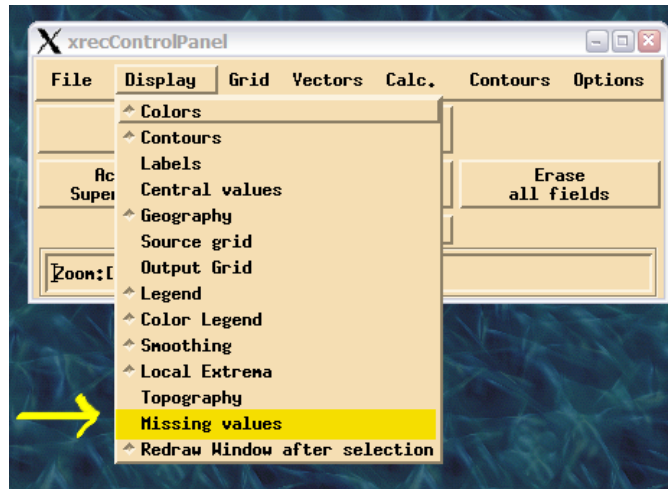 xrecControlPanel
File Display Grid Vectors Calc. Contours Options
Colors
Contours
Labels
Central values
Geography
Source grid
Output Grid
Legend
Color Legend
Smoothing
Local Extrema
Topography
Missing values
Redraw Window after selection
Erase
all fields
Zoom: